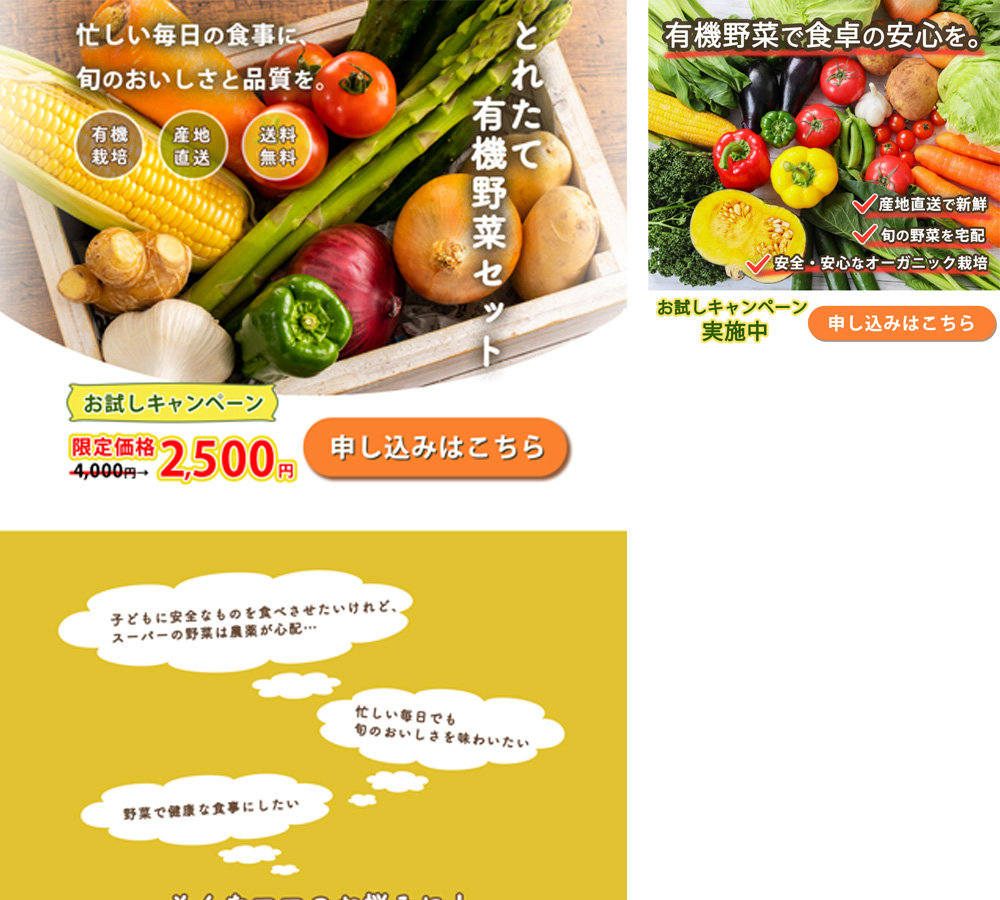 忙しい毎日の食事に、
旬のおいしさと品質を。
有機
栽培
産地
直送
送料
無料
とれたて
有機野菜セット
お試しキャンペーン
限定価格
4,000円→
2,500円
申し込みはこちら
子どもに安全なものを食べさせたいけれど、
スーパーの野菜は農薬が心配…
忙しい毎日でも
旬のおいしさを味わいたい
野菜で健康な食事にしたい
有機野菜で食卓の安心を。
産地直送で新鮮
旬の野菜を宅配
安全・安心なオーガニック栽培
お試しキャンペーン
実施中
申し込みはこちら